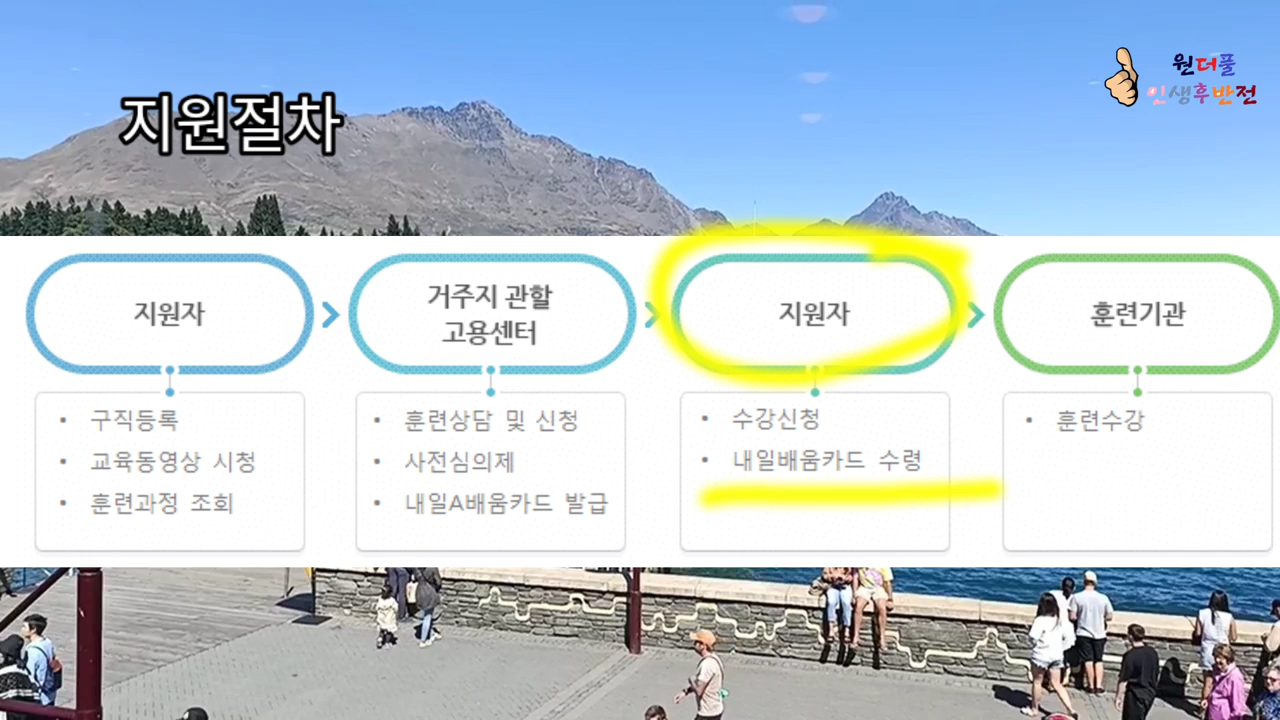 지원절차
원더풀
인생후반전
지원자
거주지 관할
고용센터
지원자
훈련기관
• 구직등록
• 교육동영상 시청
• 훈련과정 조회
• 훈련상담 및 신청
• 사전심의제
• 내일A배움카드 발급
• 수강신청
• 내일배움카드 수령
• 훈련수강